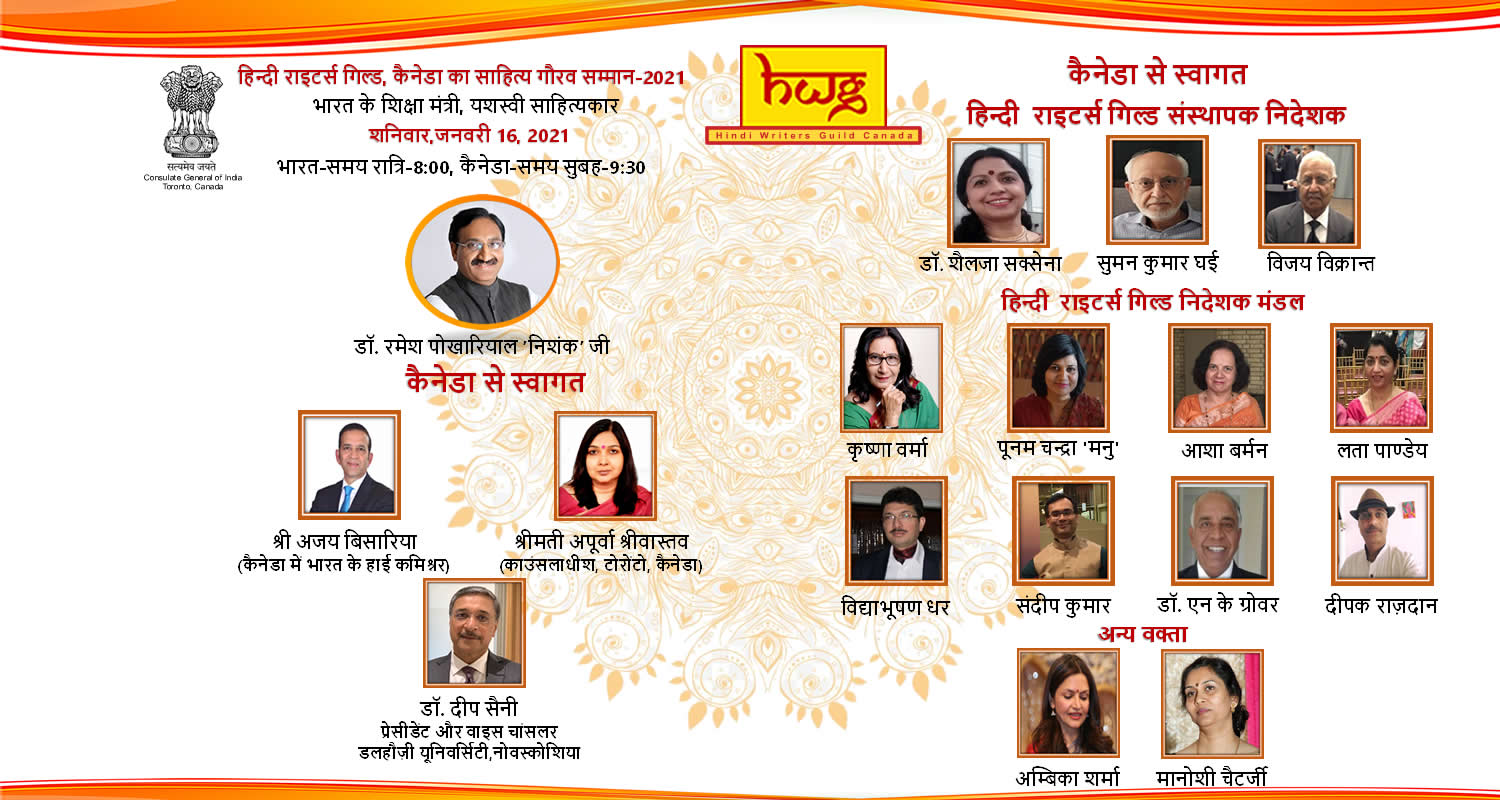 हिन्दी राइटर्स गिल्ड, कैनेडा का साहित्य गौरव सम्मान-2021
भारत के शिक्षा मंत्री, यशस्वी साहित्यकार
शनिवार,जनवरी 16, 2021
भारत-समय रात्रि-8:00, कैनेडा-समय सुबह-9:30
सत्यमेव जयते
Consulate General of India
Toronto, Canada
डॉ. रमेश पोखारियाल 'निशंक' जी
कैनेडा से स्वागत
श्री अजय बिसारिया
(कैनेडा में भारत के हाई कमिश्नर)
श्रीमती अपूर्वा श्रीवास्तव
(काउंसलाधीश, टोरोंटो, कैनेडा)
डॉ. दीप सैनी
प्रेसीडेंट और वाइस चांसलर
डलहौज़ी यूनिवर्सिटी,नोवस्कोशिया
hwg
Hindi Writers Guild Canada
कैनेडा से स्वागत
हिन्दी राइटर्स गिल्ड संस्थापक निदेशक
डॉ. शैलजा सक्सेना
सुमन कुमार घई
विजय विक्रान्त
हिन्दी राइटर्स गिल्ड निदेशक मंडल
कृष्णा वर्मा
पूनम चन्द्रा 'मनु'
आशा बर्मन
लता पाण्डेय
विद्याभूषण धर
संदीप कुमार
डॉ. एन के ग्रोवर
दीपक राज़दान
अन्य वक्ता
अम्बिका शर्मा
मानोशी चैटर्जी